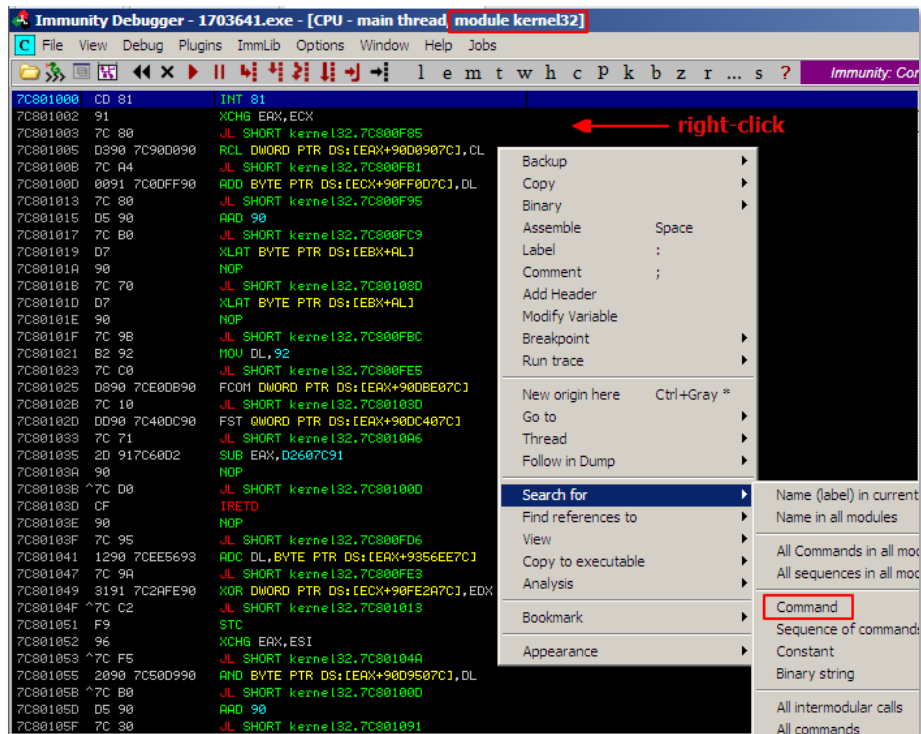 Immunity Debugger - 1703641.exe - [CPU - main thread, module kernel32]
C File View Debug Plugins ImmLib Options Window Help Jobs
l e m t w h c P k b z r ... s ? Immunity: Cor
7C801000 CD 81 INT 81
7C801002 91 XCHG EAX,ECX
7C801003 7C 80 JL SHORT kernel32.7C800F85
right-click
7C801005 D390 7C90D090 RCL DWORD PTR DS:[EAX+90D0907C],CL
7C80100B 7C A4 JL SHORT kernel32.7C800FB1
7C80100D 0091 7C0DFF90 ADD BYTE PTR DS:[ECX+90FF0D7C],DL
7C801013 7C 80 JL SHORT kernel32.7C800F95
7C801015 D5 90 AAD 90
7C801017 7C B0 JL SHORT kernel32.7C800FC9
7C801019 D7 XLAT BYTE PTR DS:[EBX+AL]
7C80101A 90 NOP
7C80101B 7C 70 JL SHORT kernel32.7C80108D
7C80101D D7 XLAT BYTE PTR DS:[EBX+AL]
7C80101E 90 NOP
7C80101F 7C 9B JL SHORT kernel32.7C800FBC
7C801021 B2 92 MOV DL,92
7C801023 7C C0 JL SHORT kernel32.7C800FE5
7C801025 D890 7CE0DB90 FCOM DWORD PTR DS:[EAX+90DBE07C]
7C80102B 7C 10 JL SHORT kernel32.7C80103D
7C80102D DD90 7C40DC90 FST QWORD PTR DS:[EAX+90DC407C]
7C801033 7C 71 JL SHORT kernel32.7C8010A6
7C801035 2D 917C60D2 SUB EAX,D2607C91
7C80103A 90 NOP
7C80103B ^7C D0 JL SHORT kernel32.7C80100D
7C80103D CF IRETD
7C80103E 90 NOP
7C80103F 7C 95 JL SHORT kernel32.7C800FD6
7C801041 1290 7CEE5693 ADC DL,BYTE PTR DS:[EAX+9356EE7C]
7C801047 7C 9A JL SHORT kernel32.7C800FE3
7C801049 3191 7C2AFE90 XOR DWORD PTR DS:[ECX+90FE2A7C],EDX
7C80104F ^7C C2 JL SHORT kernel32.7C801013
7C801051 F9 STC
7C801052 96 XCHG EAX,ESI
7C801053 ^7C F5 JL SHORT kernel32.7C80104A
7C801055 2090 7C50D990 AND BYTE PTR DS:[EAX+90D9507C],DL
7C80105B ^7C B0 JL SHORT kernel32.7C80100D
7C80105D D5 90 AAD 90
7C80105F 7C 30 JL SHORT kernel32.7C801091
Backup
Copy
Binary
Assemble Space
Label :
Comment ;
Add Header
Modify Variable
Breakpoint
Run trace
New origin here Ctrl+Gray *
Go to
Thread
Follow in Dump
Search for
Find references to
View
Copy to executable
Analysis
Bookmark
Appearance
Name (label) in current
Name in all modules
All Commands in all mod
All sequences in all mod
Command
Sequence of commands
Constant
Binary string
All intermodular calls
All commands